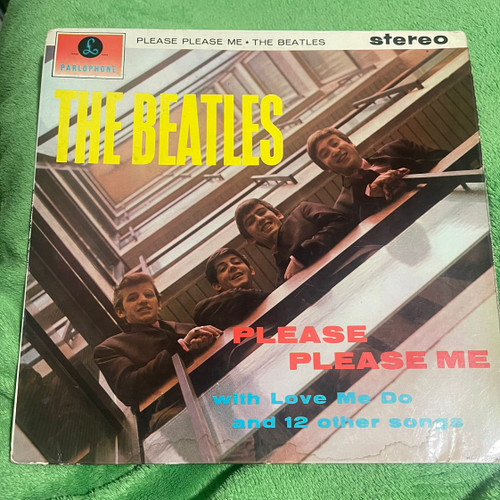 PLEASE PLEASE ME • THE BEATLES
stereo
PARLOPHONE
THE BEATLES
PLEASE
PLEASE ME
with Love Me Do
and 12 other songs